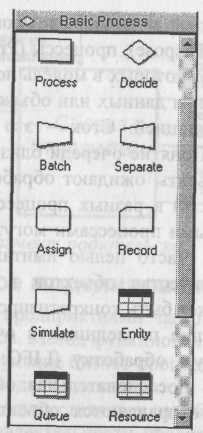 Basic Process
Process Decide
Batch Separate
Assign Record
Simulate Entity
Queue Resource